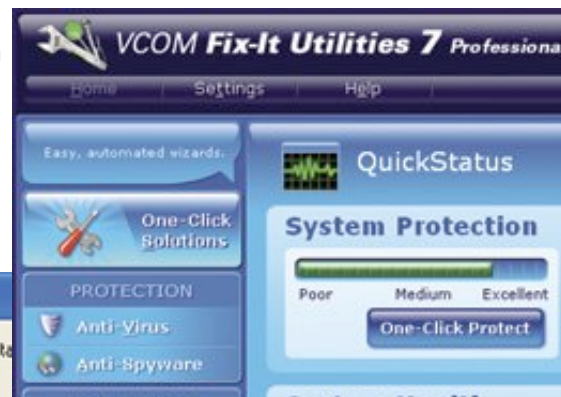 VCOM Fix-It Utilities 7 Professiona
Home Settings Help
Easy, automated wizards.
QuickStatus
One-Click
Solutions
System Protection
Poor Medium Excellent
One-Click Protect
PROTECTION
Anti-Virus
Anti-Spyware